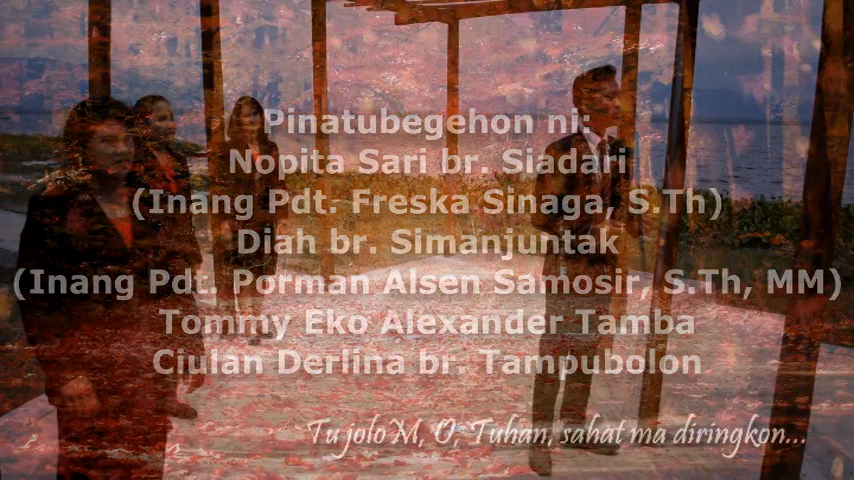 Pinatubegehon ni:
Nopita Sari br. Siadari
(Inang Pdt. Freska Sinaga, S.Th)
Diah br. Simanjuntak
(Inang Pdt. Porman Alsen Samosir, S.Th, MM)
Tommy Eko Alexander Tamba
Ciulan Derlina br. Tampubolon
Tu jolo M, O, Tuhan, sahat ma diringkon...